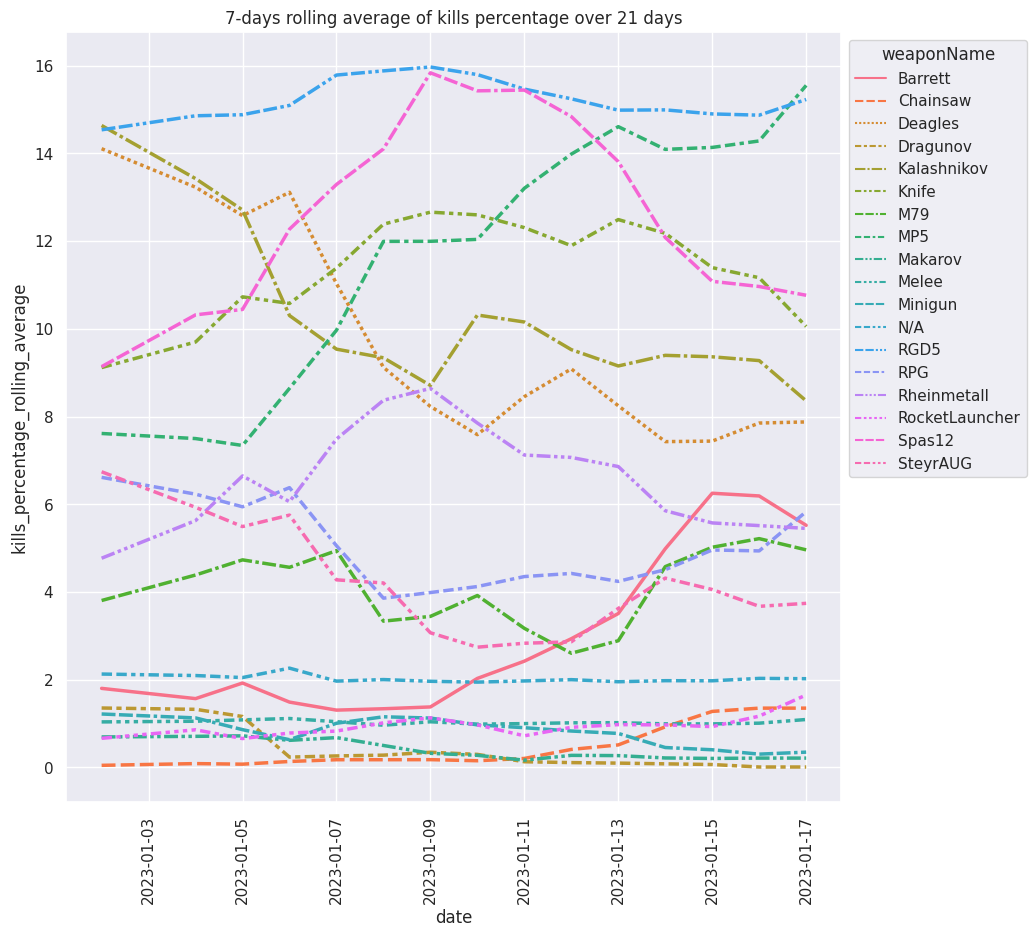 7-days rolling average of kills percentage over 21 days
kills_percentage_rolling_average
16
14
12
10
8
6
4
2
0
2023-01-03
2023-01-05
2023-01-07
2023-01-09
2023-01-11
2023-01-13
2023-01-15
2023-01-17
date
weaponName
Barrett
Chainsaw
Deagles
Dragunov
Kalashnikov
Knife
M79
MP5
Makarov
Melee
Minigun
N/A
RGD5
RPG
Rheinmetall
RocketLauncher
Spas12
SteyrAUG